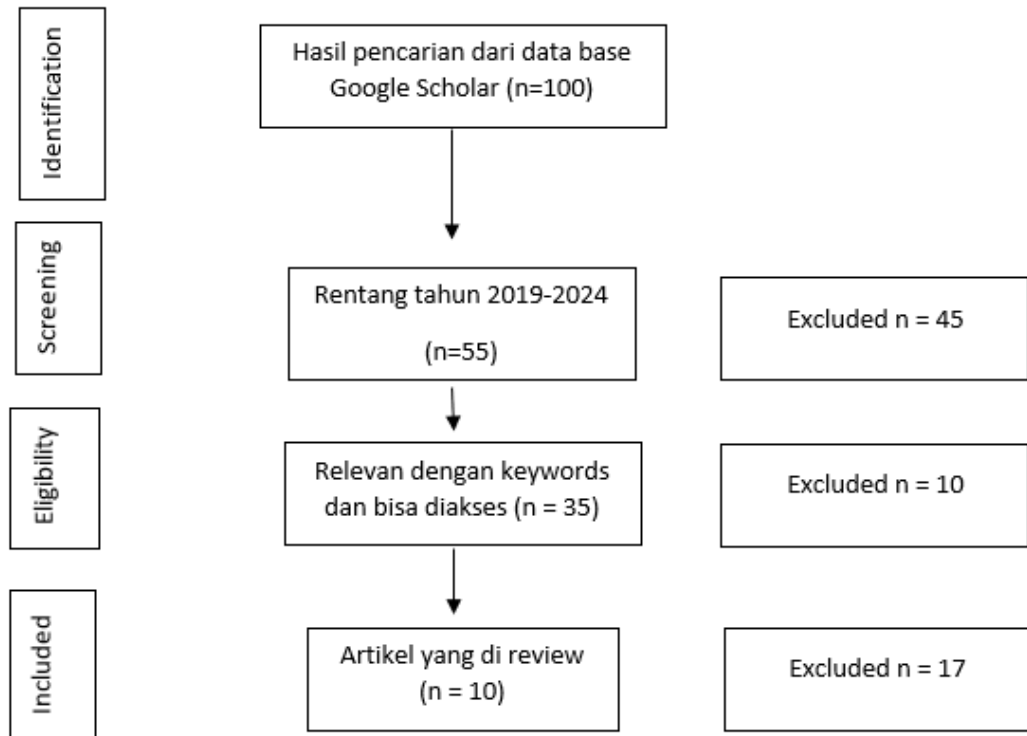 Identification
Hasil pencarian dari data base
Google Scholar (n=100)
Screening
Rentang tahun 2019-2024
(n=55)
Excluded n = 45
Eligibility
Relevan dengan keywords
dan bisa diakses (n = 35)
Excluded n = 10
Included
Artikel yang di review
(n = 10)
Excluded n = 17